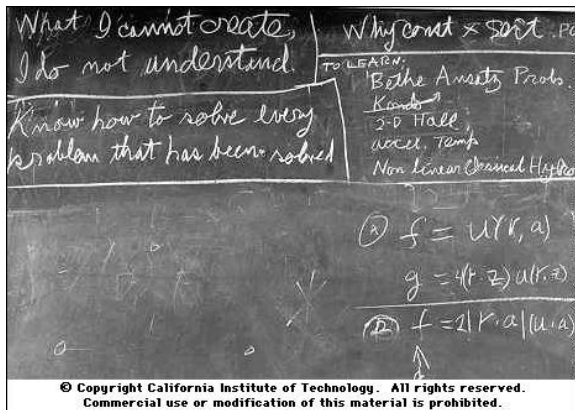 What I cannot create,
I do not understand.
Know how to solve every
problem that has been solved
Why const × sort . PO
TO LEARN:
Bethe Ansatz Probs.
Kondo
2-D Hall
accel. Temp
Non linear Classical Hydro
f = u(r, a)
g = 4(r·z) u(r, z)
f = 2|r·a|(u·a)
© Copyright California Institute of Technology. All rights reserved.
Commercial use or modification of this material is prohibited.